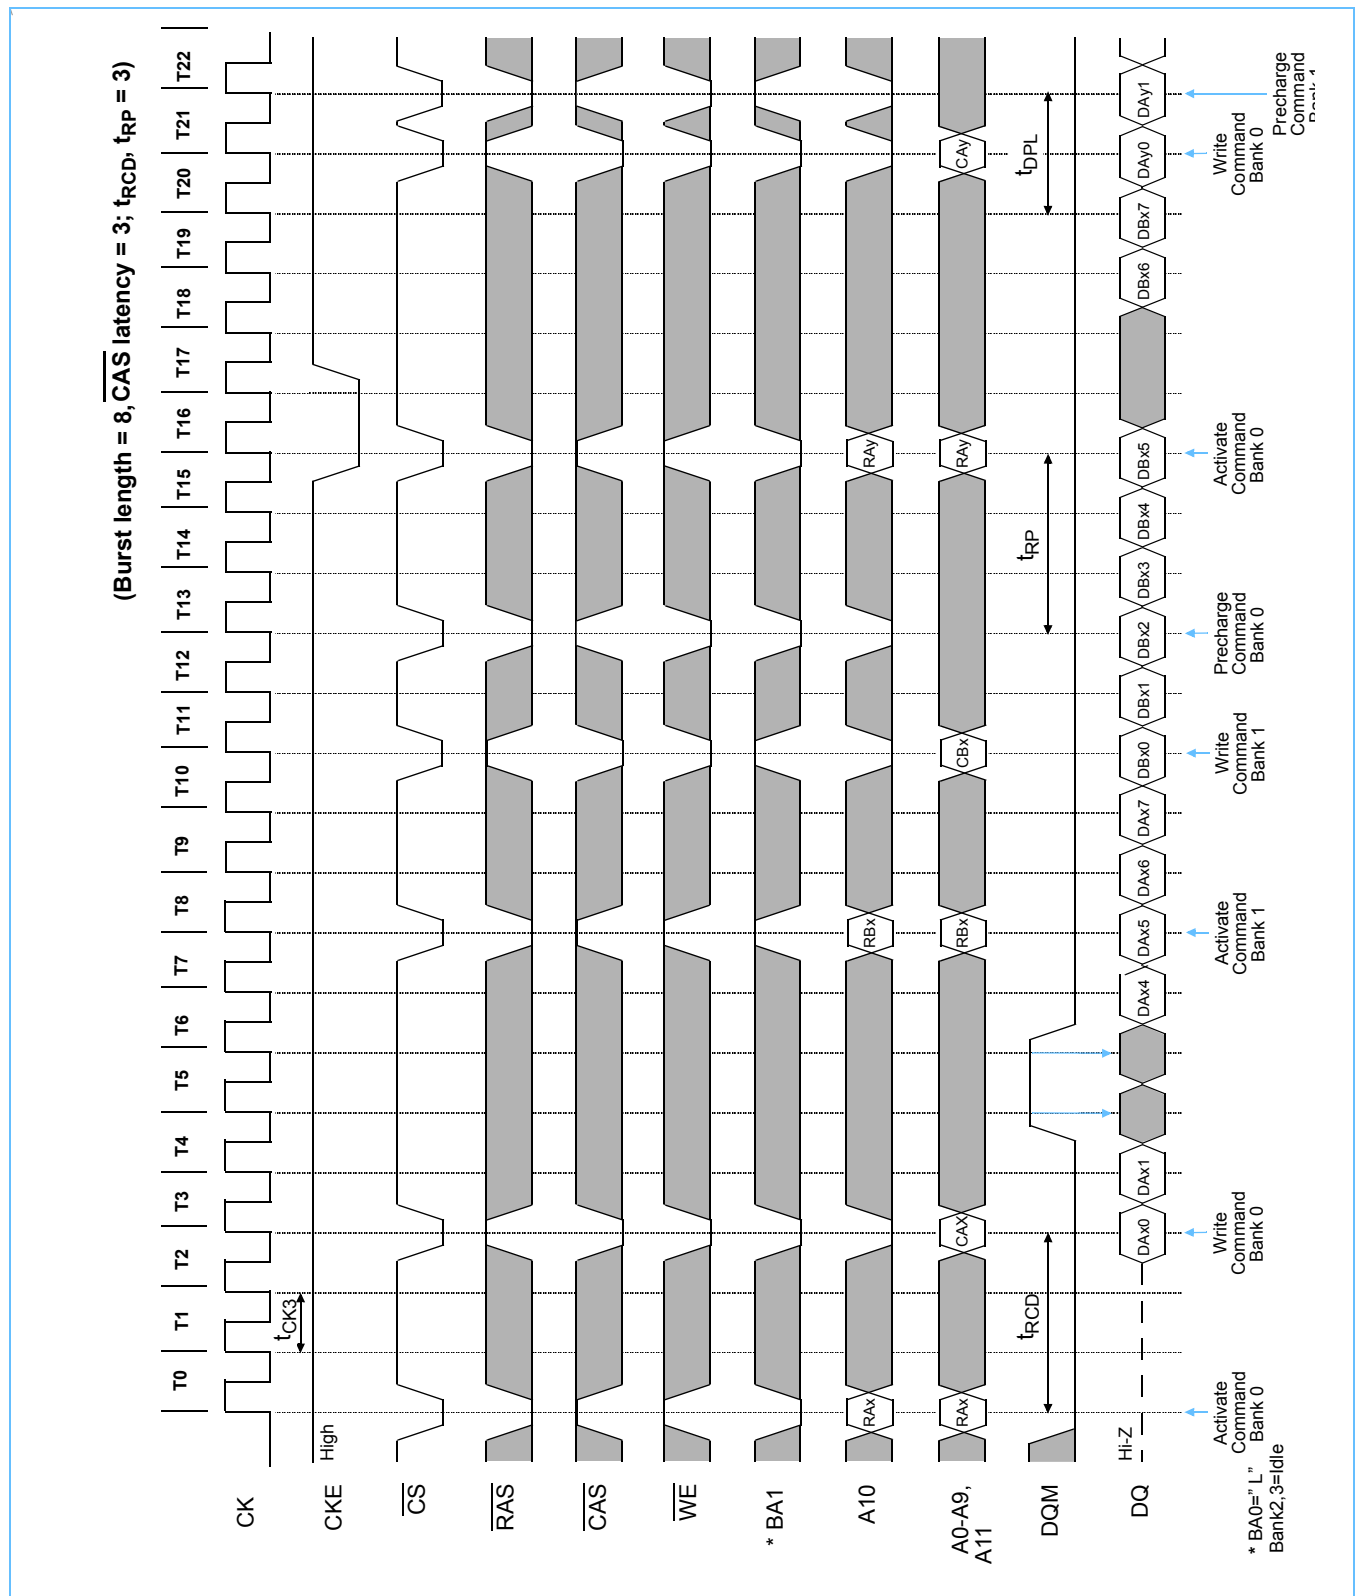 (Burst length = 8, CAS latency = 3; tRCD, tRP = 3)
T0 T1 T2 T3 T4 T5 T6 T7 T8 T9 T10 T11 T12 T13 T14 T15 T16 T17 T18 T19 T20 T21 T22
CK
tCK3
CKE
High
CS
RAS
CAS
WE
* BA1
A10
RAx RBx RAy
A0-A9,
A11
RAx CAX RBx CBx RAy CAy
DQM
tRCD tRP tDPL
DQ
Hi-Z
DAx0 DAx1 DAx4 DAx5 DAx6 DAx7 DBx0 DBx1 DBx2 DBx3 DBx4 DBx5 DBx6 DBx7 DAy0 DAy1
Activate
Command
Bank 0
Write
Command
Bank 0
Activate
Command
Bank 1
Write
Command
Bank 1
Precharge
Command
Bank 0
Activate
Command
Bank 0
Write
Command
Bank 0
Precharge
Command
Bank 1
* BA0=" L"
Bank2,3=Idle